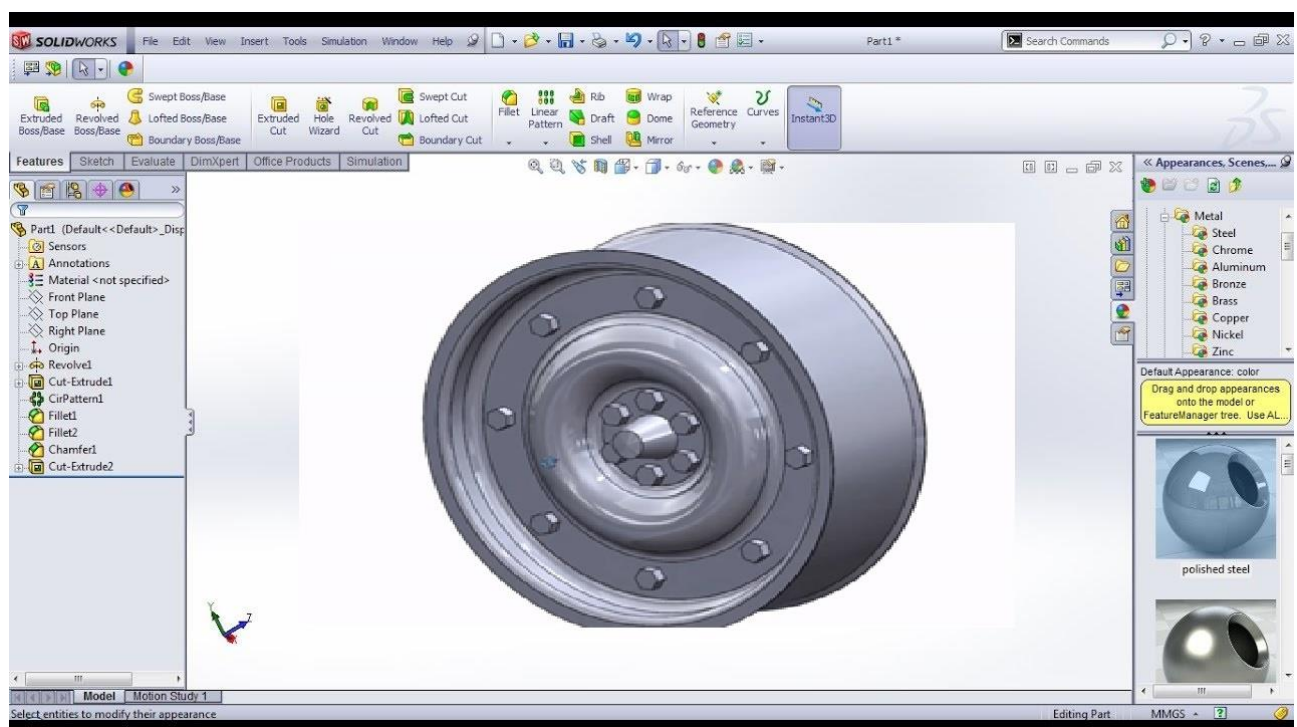 SW SOLIDWORKS File Edit View Insert Tools Simulation Window Help Part1 * Search Commands ?
Extruded Boss/Base
Revolved Boss/Base
Swept Boss/Base
Lofted Boss/Base
Boundary Boss/Base
Extruded Cut
Hole Wizard
Revolved Cut
Swept Cut
Lofted Cut
Boundary Cut
Fillet
Linear Pattern
Rib
Draft
Shell
Wrap
Dome
Mirror
Reference Geometry
Curves
Instant3D
Features Sketch Evaluate DimXpert Office Products Simulation
Part1 (Default<<Default>_Disp
Sensors
A Annotations
Material <not specified>
Front Plane
Top Plane
Right Plane
Origin
Revolve1
Cut-Extrude1
CirPattern1
Fillet1
Fillet2
Chamfer1
Cut-Extrude2
Y
Z
X
« Appearances, Scenes,...
Metal
Steel
Chrome
Aluminum
Bronze
Brass
Copper
Nickel
Zinc
Default Appearance: color
Drag and drop appearances
onto the model or
FeatureManager tree. Use AL...
polished steel
Model Motion Study 1
Select entities to modify their appearance Editing Part MMGS ?